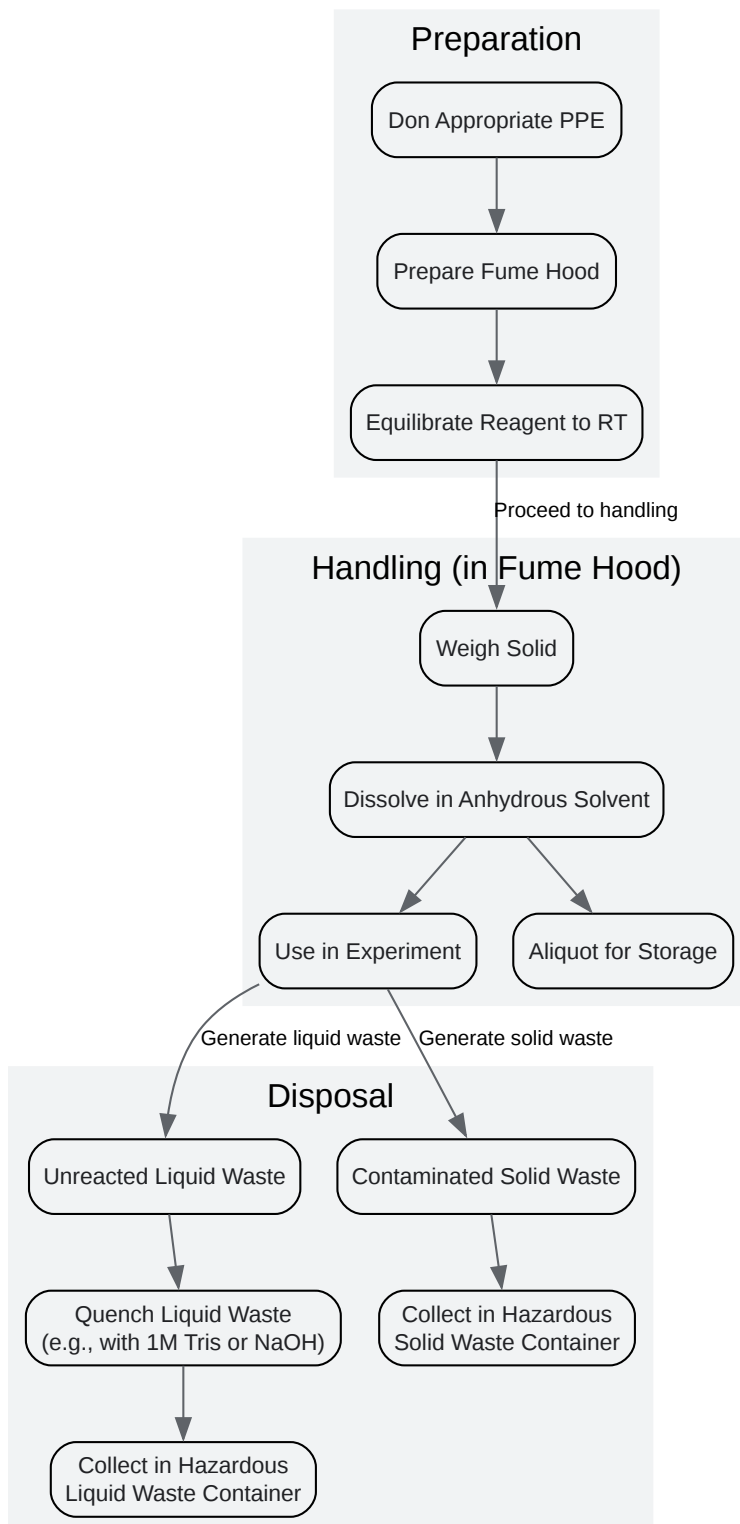 Preparation
Don Appropriate PPE
Prepare Fume Hood
Equilibrate Reagent to RT
Proceed to handling
Handling (in Fume Hood)
Weigh Solid
Dissolve in Anhydrous Solvent
Use in Experiment
Aliquot for Storage
Generate liquid waste
Generate solid waste
Disposal
Unreacted Liquid Waste
Contaminated Solid Waste
Quench Liquid Waste
(e.g., with 1M Tris or NaOH)
Collect in Hazardous
Solid Waste Container
Collect in Hazardous
Liquid Waste Container